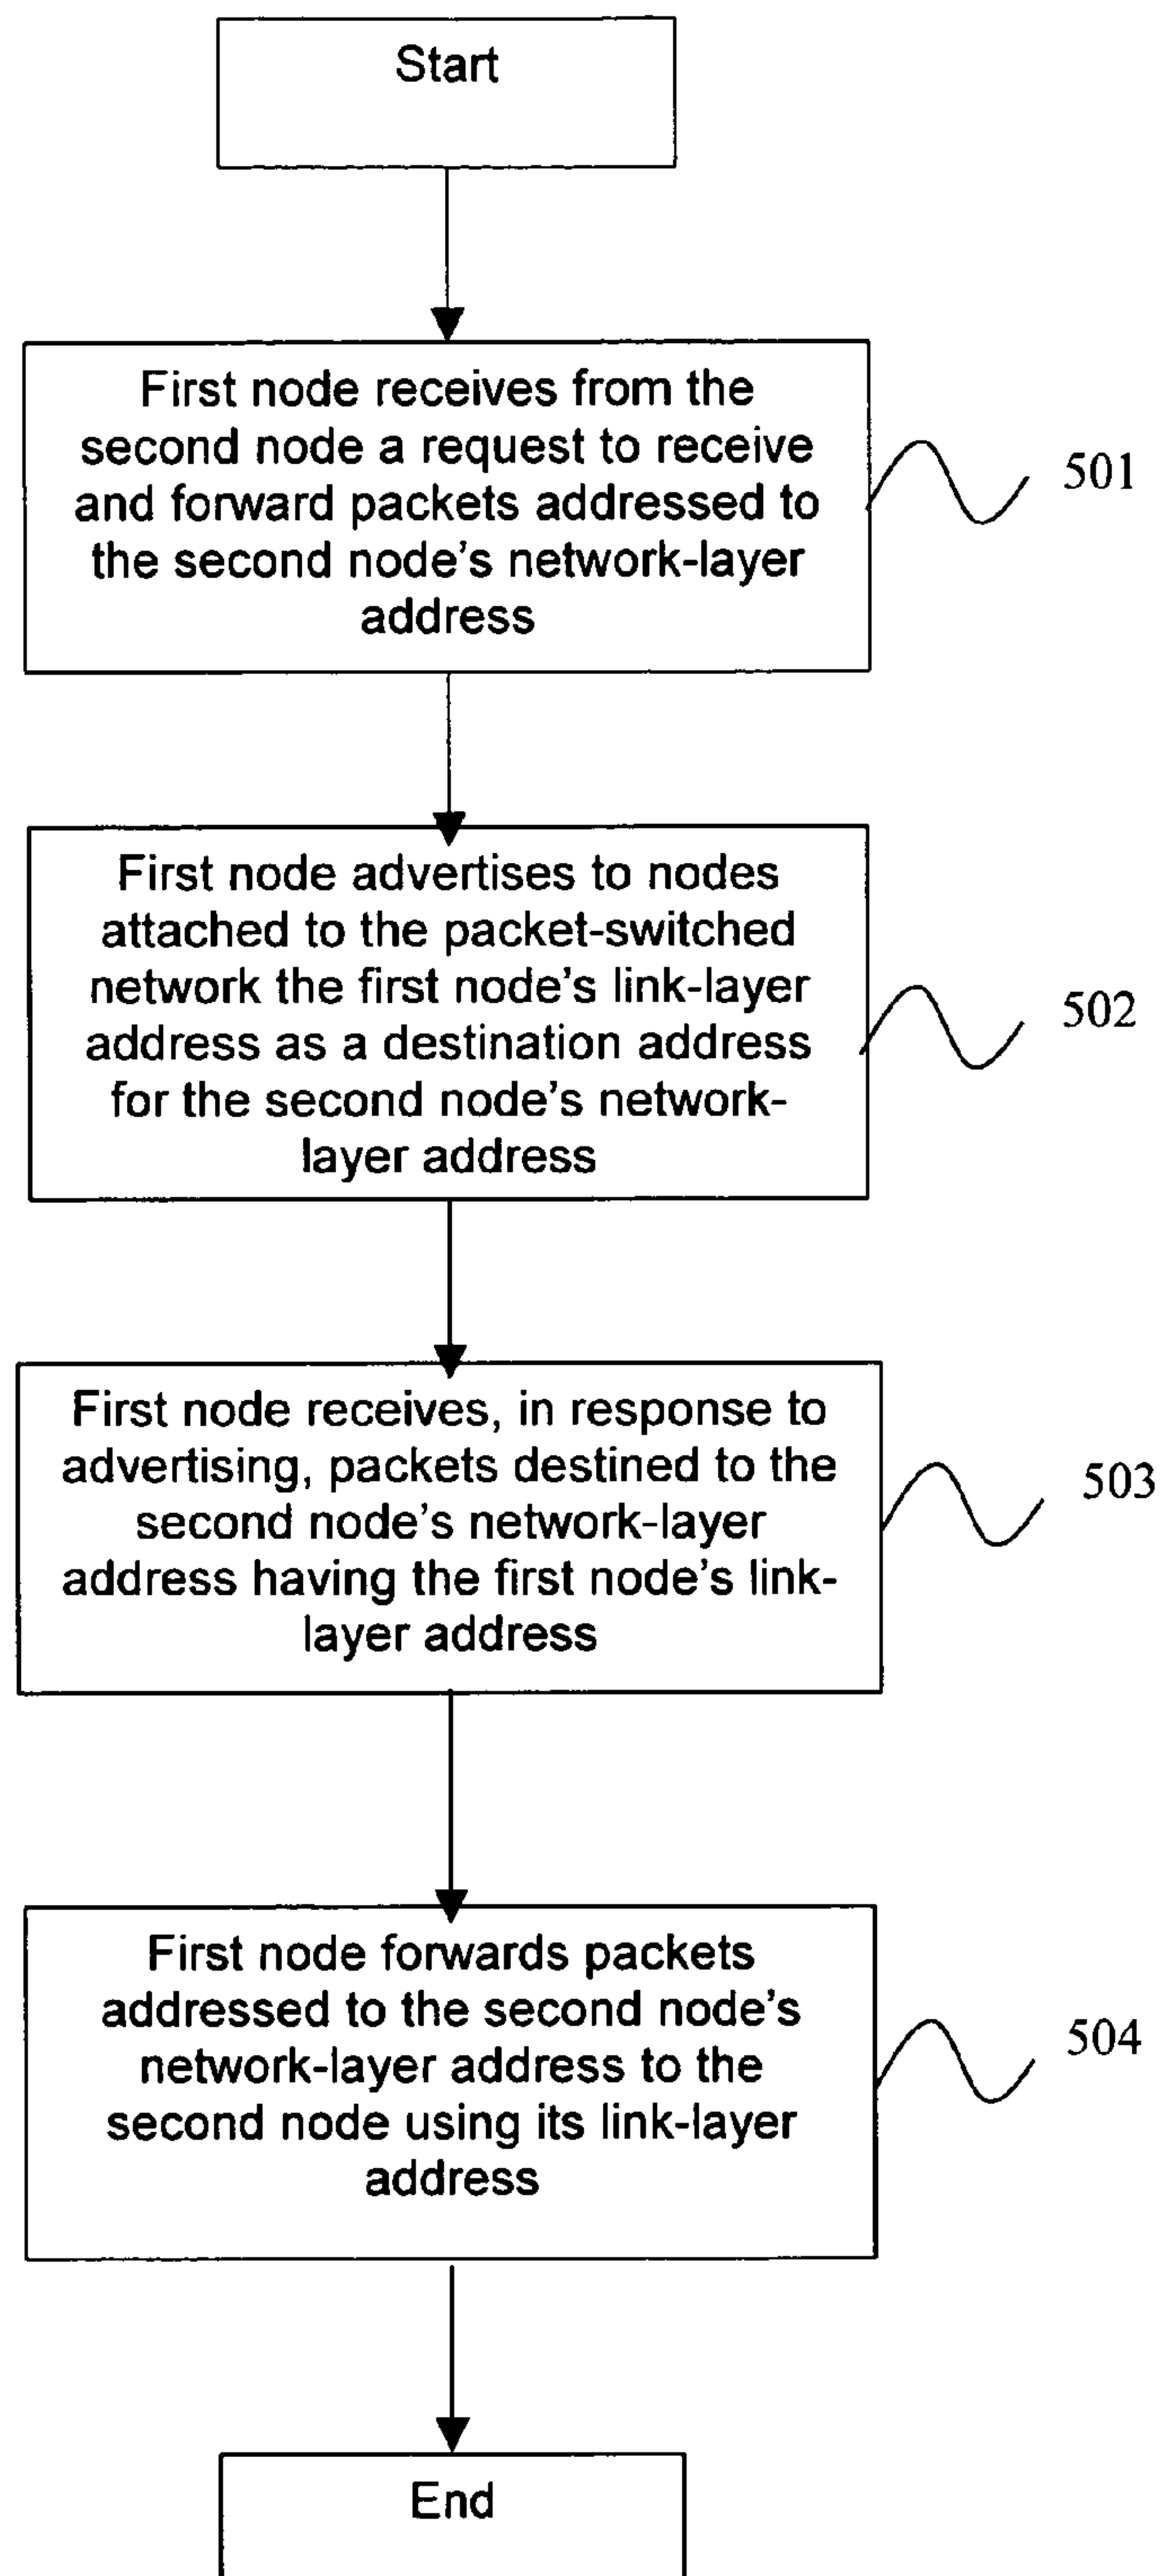 Start
First node receives from the
second node a request to receive
and forward packets addressed to
the second node's network-layer
address
501
First node advertises to nodes
attached to the packet-switched
network the first node's link-layer
address as a destination address
for the second node's network-
layer address
502
First node receives, in response to
advertising, packets destined to the
second node's network-layer
address having the first node's link-
layer address
503
First node forwards packets
addressed to the second node's
network-layer address to the
second node using its link-layer
address
504
End